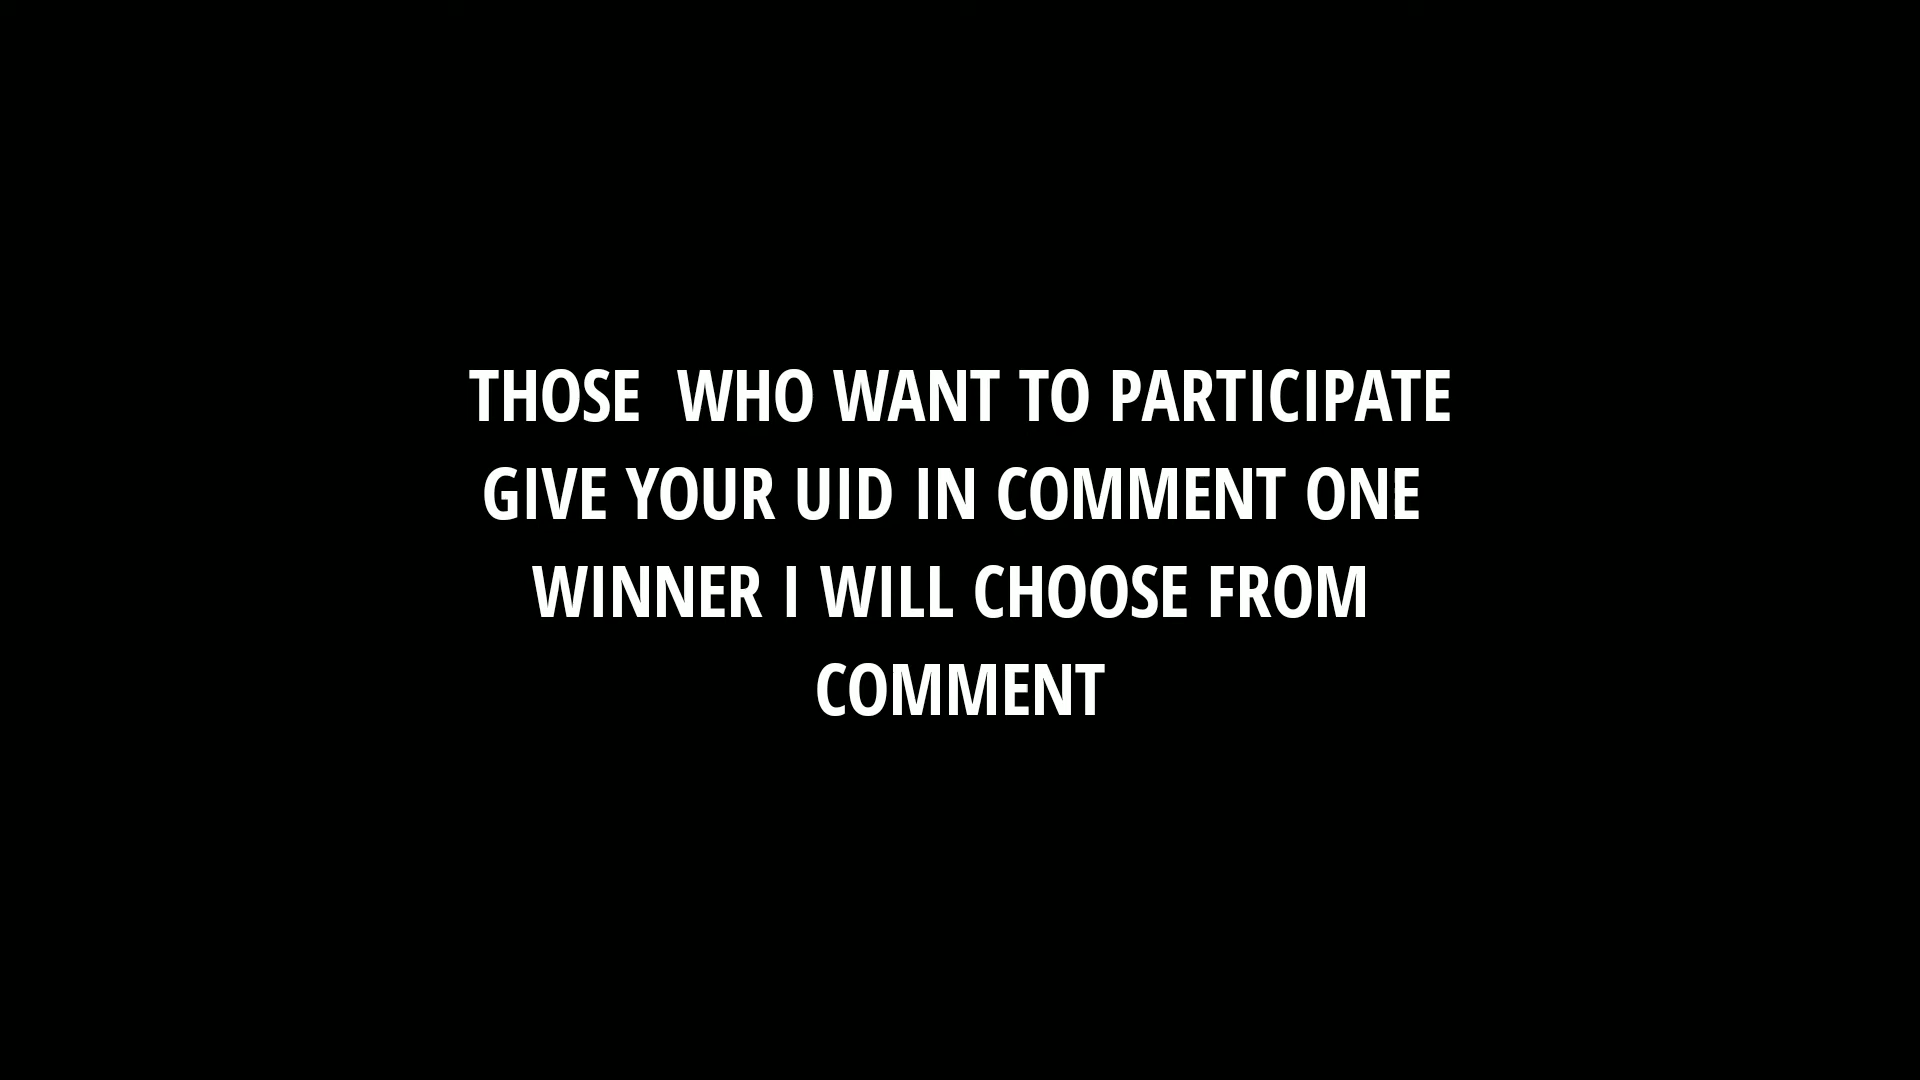 THOSE  WHO WANT TO PARTICIPATE
GIVE YOUR UID IN COMMENT ONE
WINNER I WILL CHOOSE FROM
COMMENT